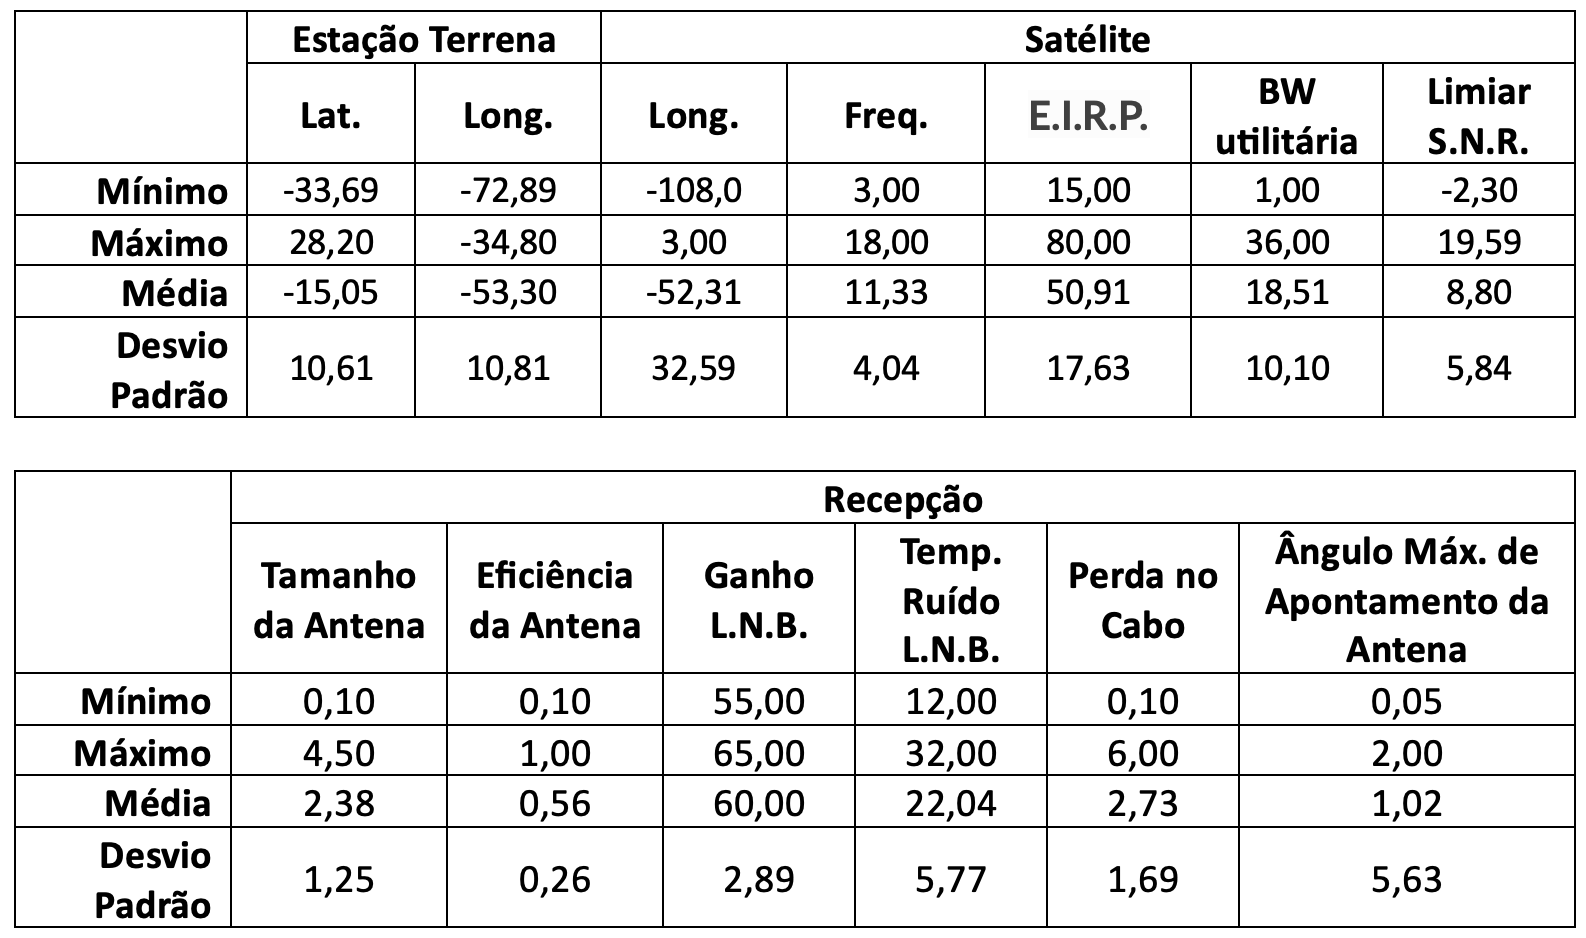 Estação Terrena Satélite
Lat. Long. Long. Freq. E.I.R.P. BW utilitária Limiar S.N.R.
Mínimo -33,69 -72,89 -108,0 3,00 15,00 1,00 -2,30
Máximo 28,20 -34,80 3,00 18,00 80,00 36,00 19,59
Média -15,05 -53,30 -52,31 11,33 50,91 18,51 8,80
Desvio Padrão 10,61 10,81 32,59 4,04 17,63 10,10 5,84
Recepção
Tamanho da Antena Eficiência da Antena Ganho L.N.B. Temp. Ruído L.N.B. Perda no Cabo Ângulo Máx. de Apontamento da Antena
Mínimo 0,10 0,10 55,00 12,00 0,10 0,05
Máximo 4,50 1,00 65,00 32,00 6,00 2,00
Média 2,38 0,56 60,00 22,04 2,73 1,02
Desvio Padrão 1,25 0,26 2,89 5,77 1,69 5,63